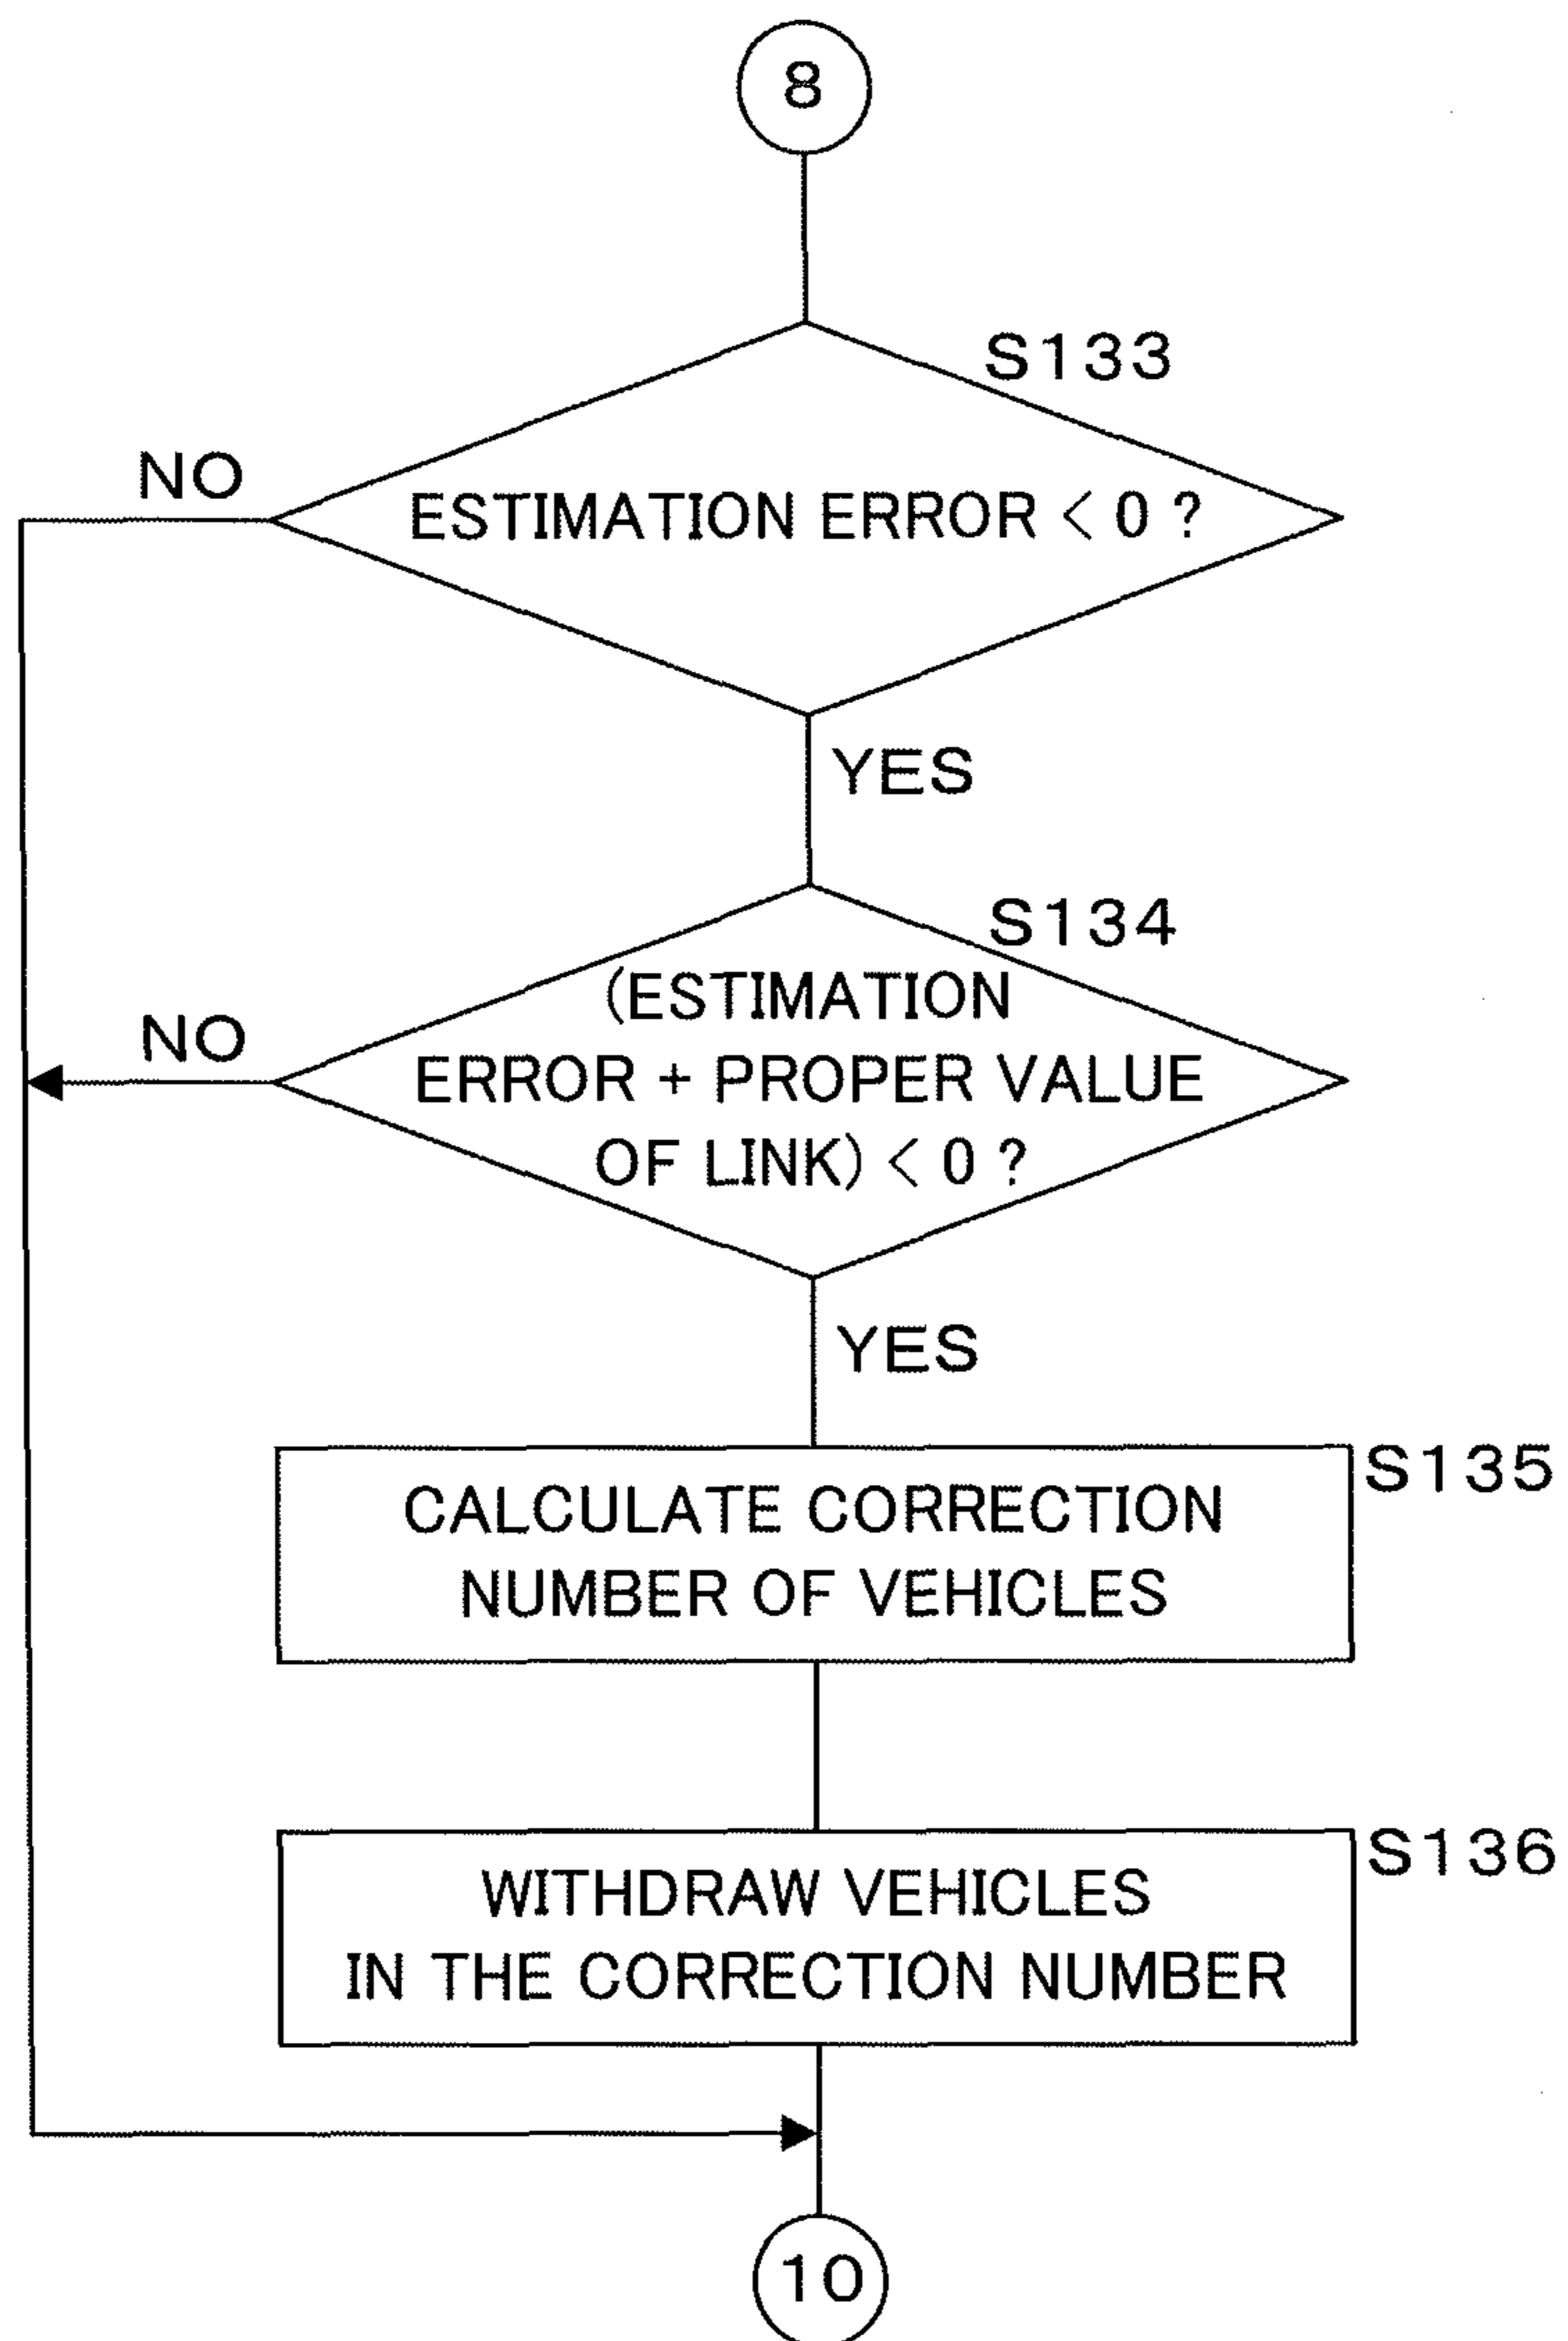 8
S133
NO
ESTIMATION ERROR < 0 ?
YES
S134
(ESTIMATION
NO
ERROR + PROPER VALUE
OF LINK) < 0 ?
YES
S135
CALCULATE CORRECTION
NUMBER OF VEHICLES
S136
WITHDRAW VEHICLES
IN THE CORRECTION NUMBER
10